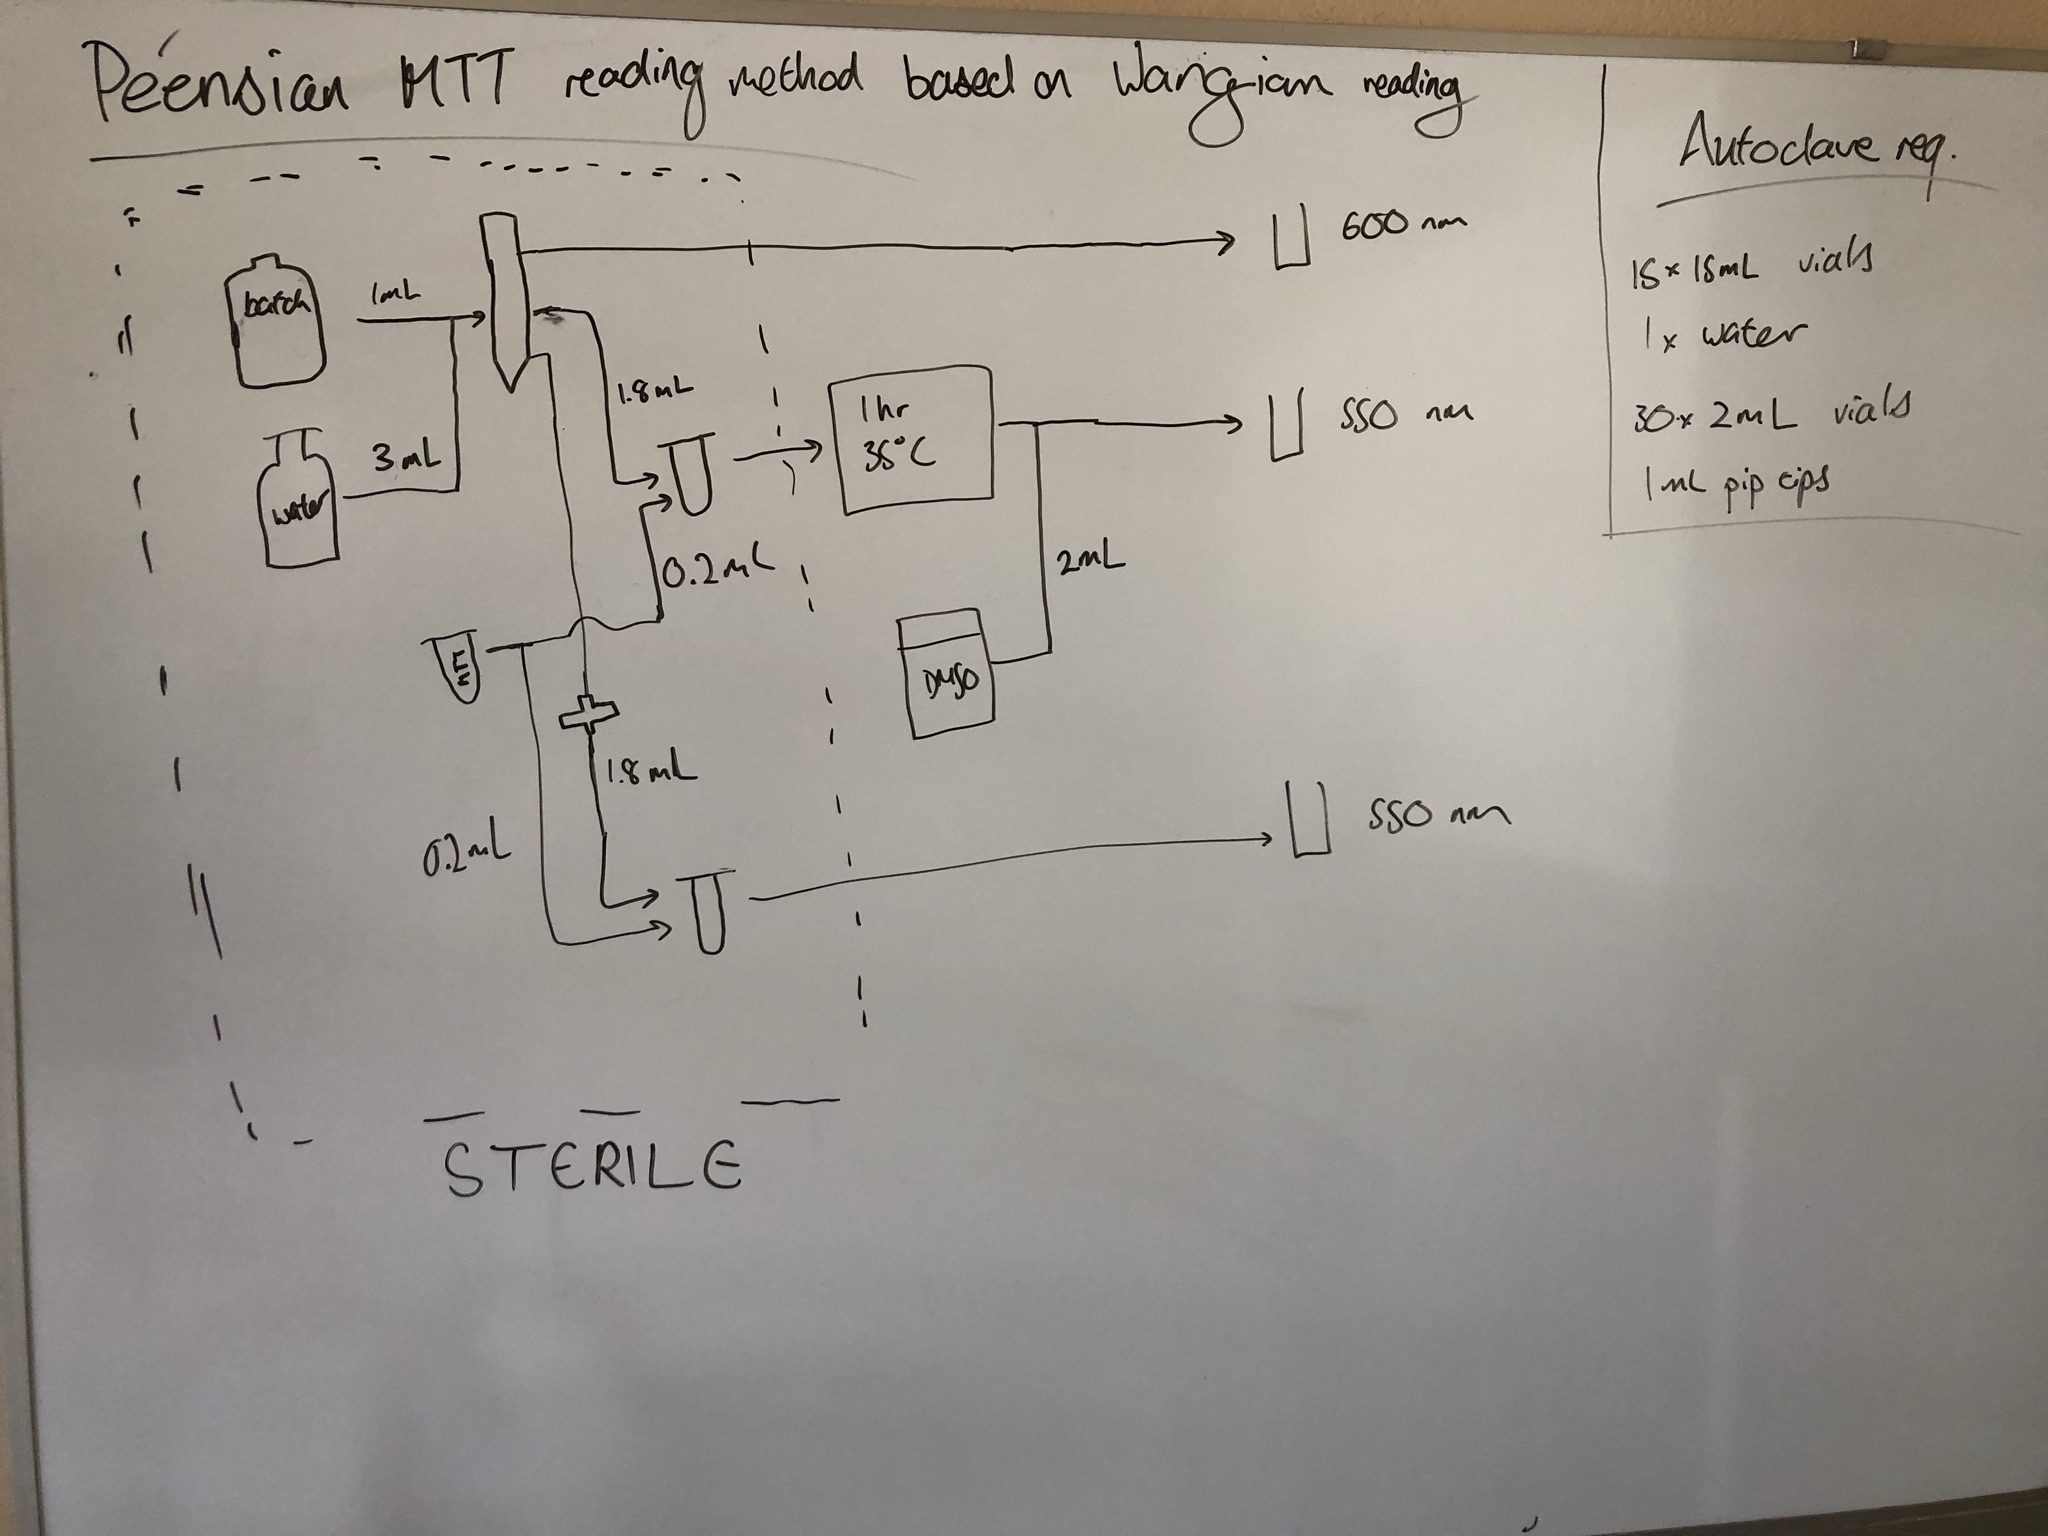 Péensian MTT reading method based on Wangian reading
Autoclave req.
15 x 15mL vials
1 x water
30 x 2mL vials
1mL pip tips
600 nm
batch
1mL
1.8mL
1hr
35°C
550 nm
3mL
water
0.2mL
2mL
DMSO
1.8mL
0.2mL
550 nm
STERILE